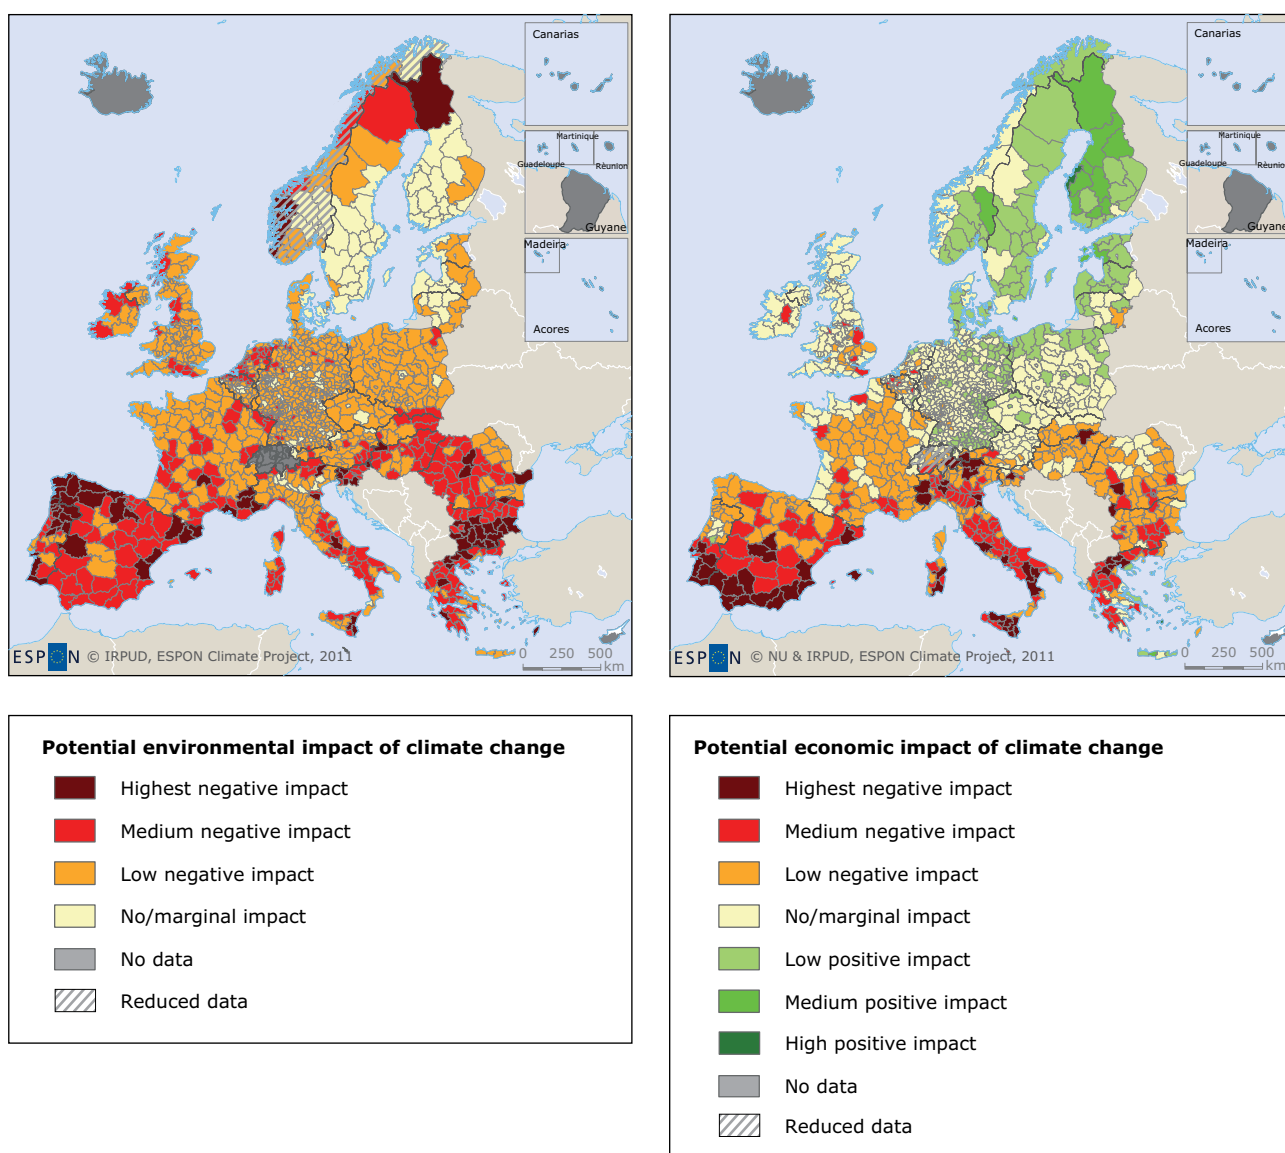 Canarias
Martinique
Guadeloupe
Rèunion
Guyane
Madeira
Acores
ESPON © IRPUD, ESPON Climate Project, 2011
0 250 500
km
Canarias
Martinique
Guadeloupe
Rèunion
Guyane
Madeira
Acores
ESPON © NU & IRPUD, ESPON Climate Project, 2011
0 250 500
km
Potential environmental impact of climate change
Highest negative impact
Medium negative impact
Low negative impact
No/marginal impact
No data
Reduced data
Potential economic impact of climate change
Highest negative impact
Medium negative impact
Low negative impact
No/marginal impact
Low positive impact
Medium positive impact
High positive impact
No data
Reduced data